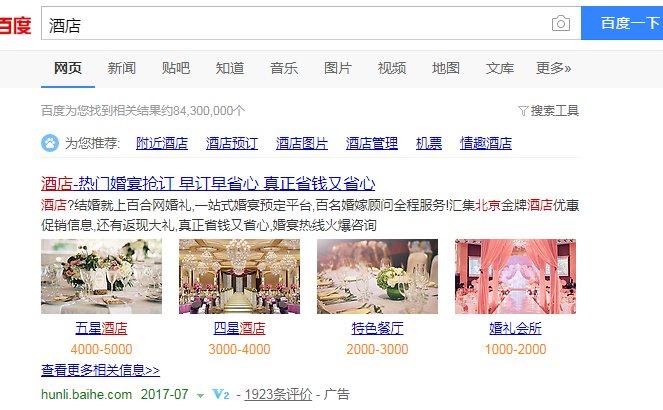 百度 酒店 百度一下
网页 新闻 贴吧 知道 音乐 图片 视频 地图 文库 更多»
百度为您找到相关结果约84,300,000个 搜索工具
为您推荐: 附近酒店 酒店预订 酒店图片 酒店管理 机票 情趣酒店
酒店-热门婚宴抢订 早订早省心 真正省钱又省心
酒店?结婚就上百合网婚礼,一站式婚宴预定平台,百名婚嫁顾问全程服务!汇集北京金牌酒店优惠
促销信息,还有返现大礼,真正省钱又省心,婚宴热线火爆咨询
五星酒店 四星酒店 特色餐厅 婚礼会所
4000-5000 3000-4000 2000-3000 1000-2000
查看更多相关信息>>
hunli.baihe.com 2017-07 V2 - 1923条评价 - 广告